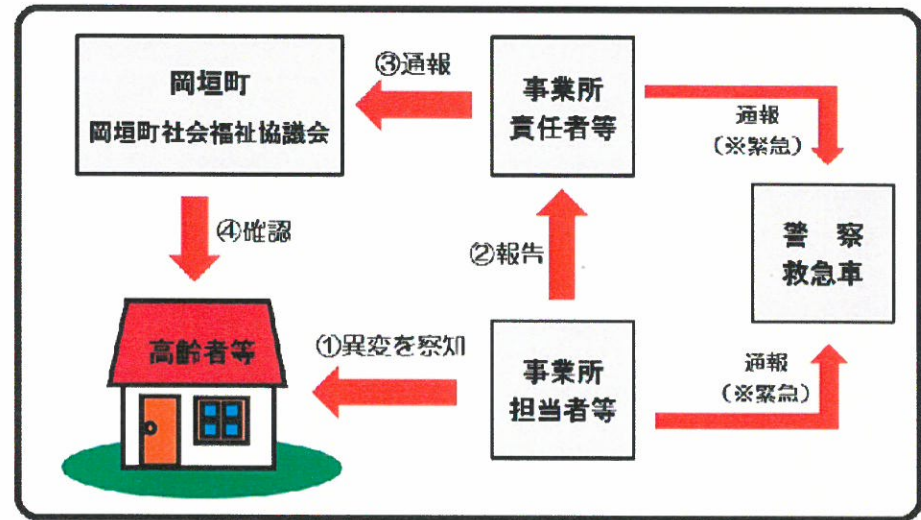 岡垣町
岡垣町社会福祉協議会
③通報
事業所
責任者等
通報
(※緊急)
④確認
②報告
警　察
救急車
高齢者等
①異変を察知
事業所
担当者等
通報
(※緊急)